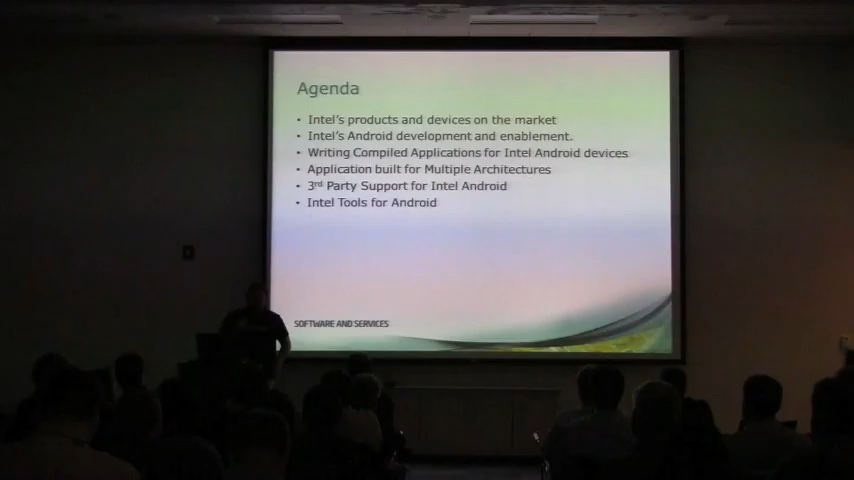 Agenda
• Intel's products and devices on the market
• Intel's Android development and enablement.
• Writing Compiled Applications for Intel Android devices
• Application built for Multiple Architectures
• 3rd Party Support for Intel Android
• Intel Tools for Android
SOFTWARE AND SERVICES